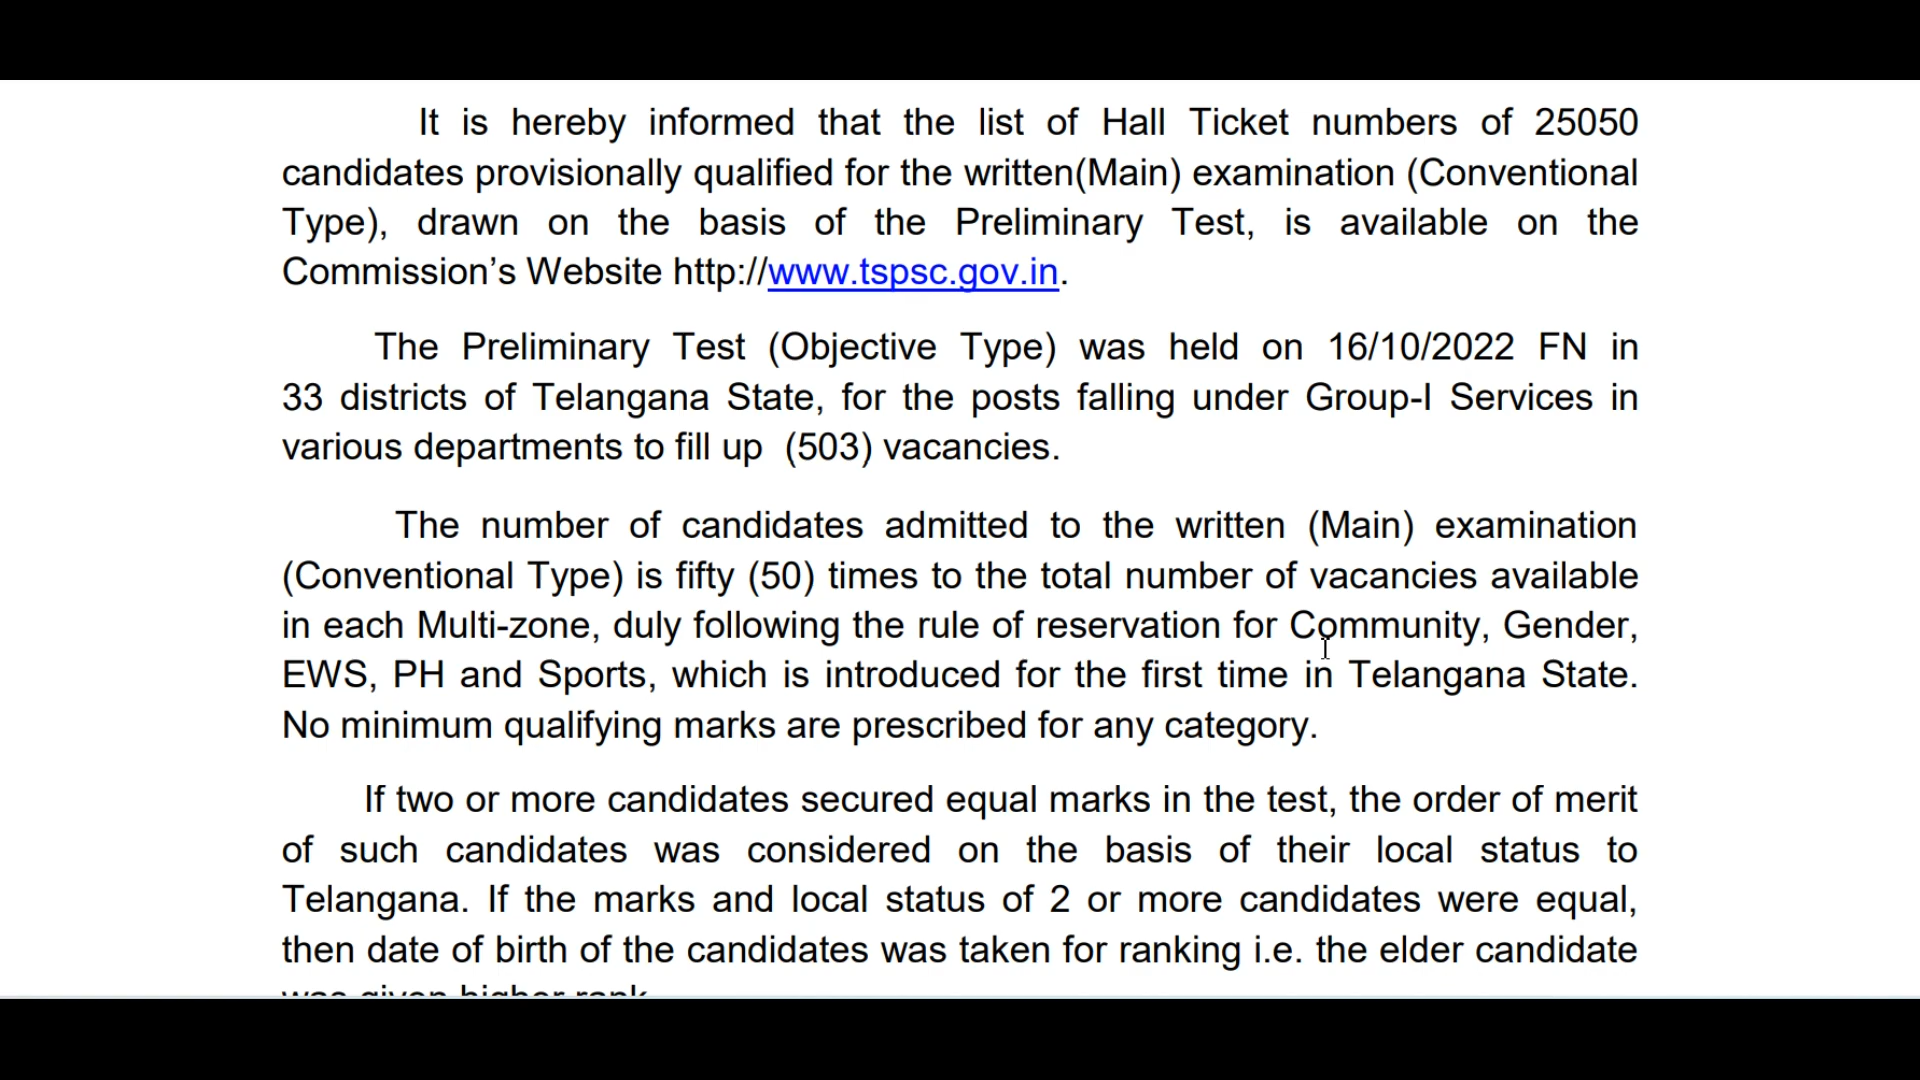 It is hereby informed that the list of Hall Ticket numbers of 25050
candidates provisionally qualified for the written(Main) examination (Conventional
Type), drawn on the basis of the Preliminary Test, is available on the
Commission’s Website http://www.tspsc.gov.in.
The Preliminary Test (Objective Type) was held on 16/10/2022 FN in
33 districts of Telangana State, for the posts falling under Group-I Services in
various departments to fill up (503) vacancies.
The number of candidates admitted to the written (Main) examination
(Conventional Type) is fifty (50) times to the total number of vacancies available
in each Multi-zone, duly following the rule of reservation for Community, Gender,
EWS, PH and Sports, which is introduced for the first time in Telangana State.
No minimum qualifying marks are prescribed for any category.
If two or more candidates secured equal marks in the test, the order of merit
of such candidates was considered on the basis of their local status to
Telangana. If the marks and local status of 2 or more candidates were equal,
then date of birth of the candidates was taken for ranking i.e. the elder candidate
was given higher rank